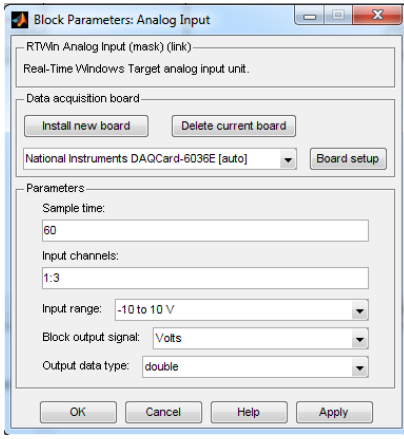 Block Parameters: Analog Input
RTWin Analog Input (mask) (link)
Real-Time Windows Target analog input unit.
Data acquisition board
Install new board Delete current board
National Instruments DAQCard-6036E [auto] Board setup
Parameters
Sample time:
60
Input channels:
1:3
Input range: -10 to 10 V
Block output signal: Volts
Output data type: double
OK Cancel Help Apply